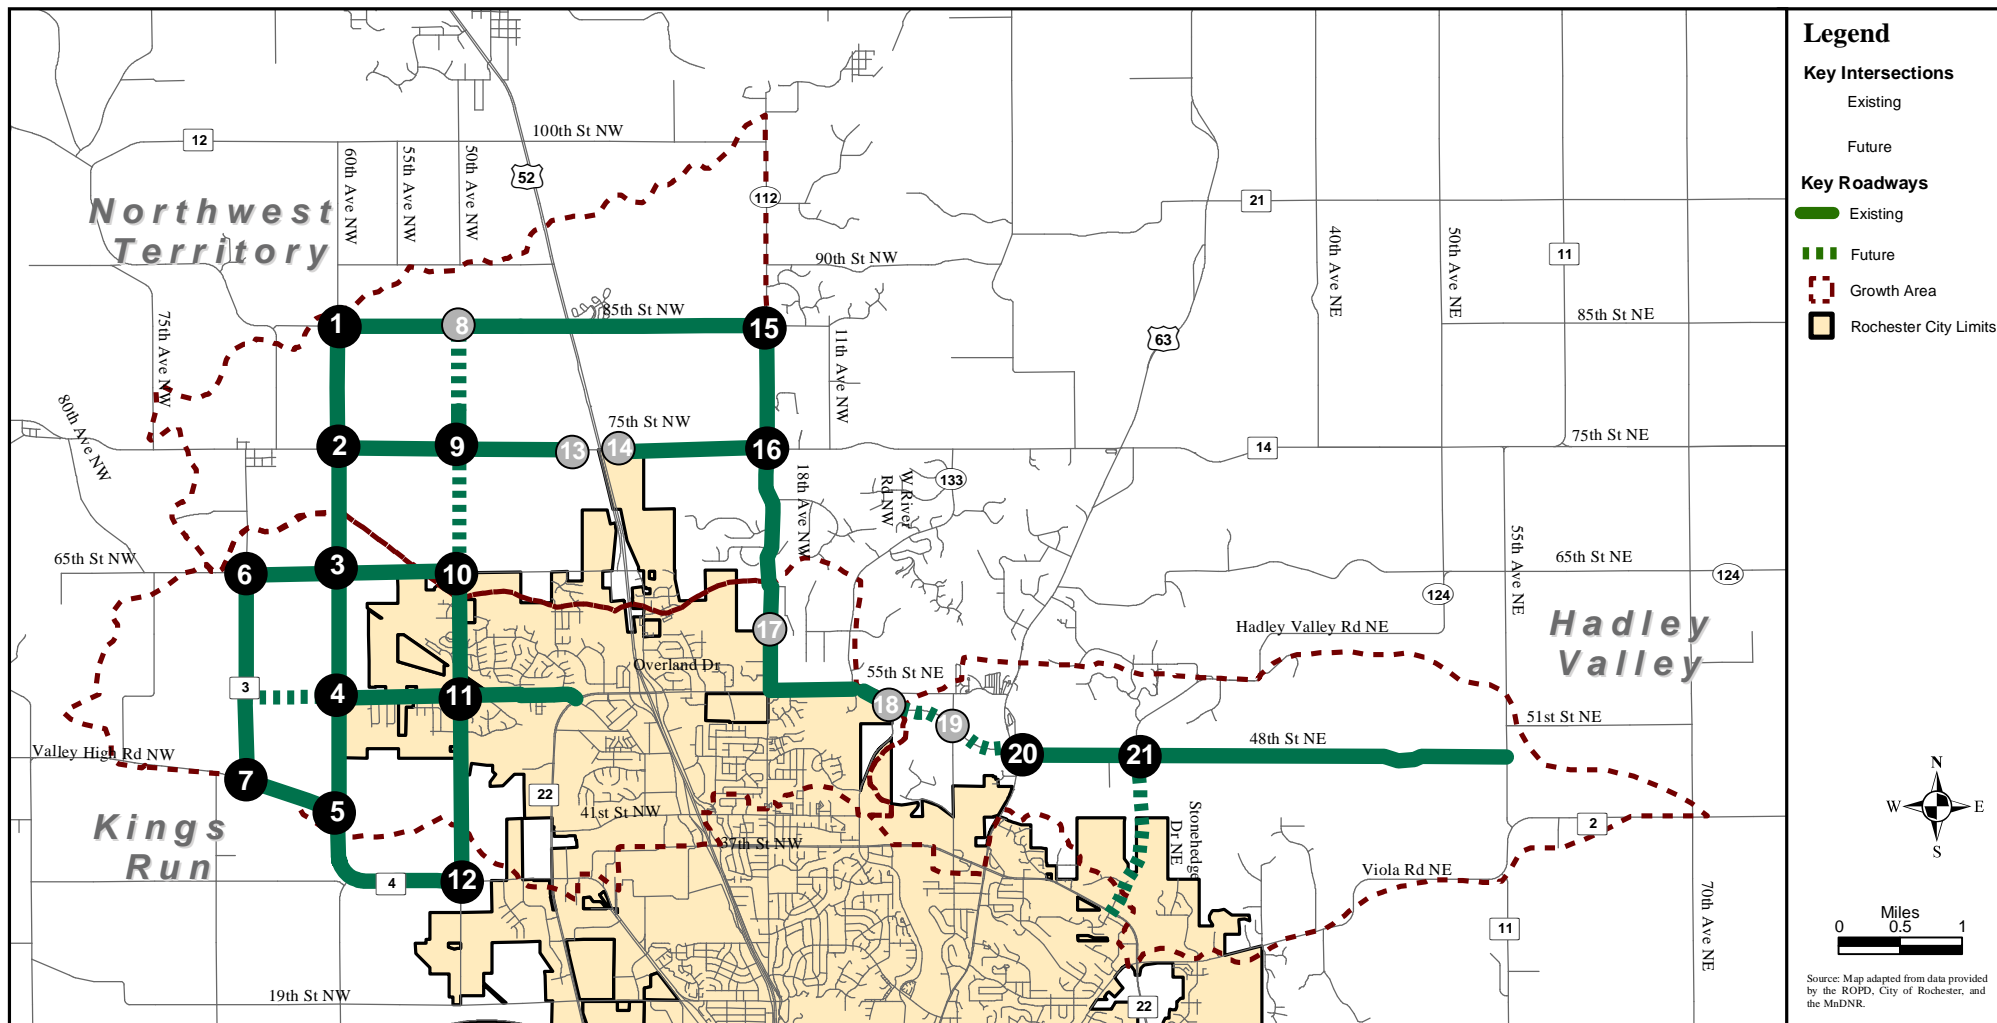 Legend
Key Intersections
Existing
Future
Key Roadways
Existing
Future
Growth Area
Rochester City Limits
12
100th St NW
60th Ave NW
55th Ave NW
50th Ave NW
52
112
21
Northwest
Territory
90th St NW
40th Ave NE
50th Ave NE
11
75th Ave NW
1
8
85th St NW
15
11th Ave NW
63
85th St NE
80th Ave NW
2
9
13
14
75th St NW
16
14
75th St NE
18th Ave NW
W River
Rd NW
133
65th St NW
6
3
10
55th Ave NE
65th St NE
124
124
17
Hadley Valley Rd NE
Hadley
Valley
Overland Dr
55th St NE
3
4
11
18
19
51st St NE
48th St NE
Valley High Rd NW
7
20
21
5
22
41st St NW
Stonehedge
Dr NE
2
Kings
Run
37th St NW
4
12
Viola Rd NE
70th Ave NE
11
19th St NW
22
N
W
E
S
Miles
0
0.5
1
Source: Map adapted from data provided
by the ROPD, City of Rochester, and
the MnDNR.